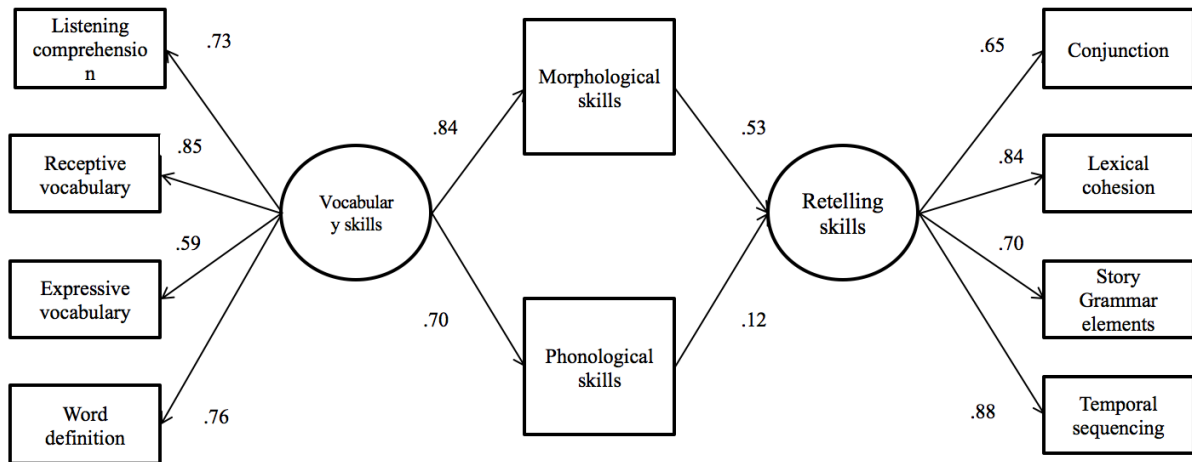 Listening
comprehensio
n
.73
Receptive
vocabulary
.85
Expressive
vocabulary
.59
Word
definition
.76
Vocabular
y skills
.84
.70
Morphological
skills
Phonological
skills
.53
.12
Retelling
skills
.65
Conjunction
.84
Lexical
cohesion
.70
Story
Grammar
elements
.88
Temporal
sequencing